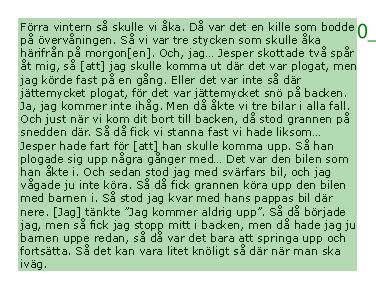 Förra vintern så skulle vi åka. Då var det en kille som bodde
på övervåningen. Så vi var tre stycken som skulle åka
härifrån på morgon[en]. Och, jag... Jesper skottade två spår
åt mig, så [att] jag skulle komma ut där det var plogat, men
jag körde fast på en gång. Eller det var inte så där
jättemycket plogat, för det var jättemycket snö på backen.
Ja, jag kommer inte ihåg. Men då åkte vi tre bilar i alla fall.
Och just när vi kom dit bort till backen, då stod grannen på
snedden där. Så då fick vi stanna fast vi hade liksom...
Jesper hade fart för [att] han skulle komma upp. Så han
plogade sig upp några gånger med... Det var den bilen som
han åkte i. Och sedan stod jag med svärfars bil, och jag
vågade ju inte köra. Så då fick grannen köra upp den bilen
med barnen i. Så stod jag kvar med hans pappas bil där
nere. [Jag] tänkte ”Jag kommer aldrig upp”. Så då började
jag, men så fick jag stopp mitt i backen, men då hade jag ju
barnen uppe redan, så då var det bara att springa upp och
fortsätta. Så det kan vara litet knöligt så där när man ska
iväg.
0_